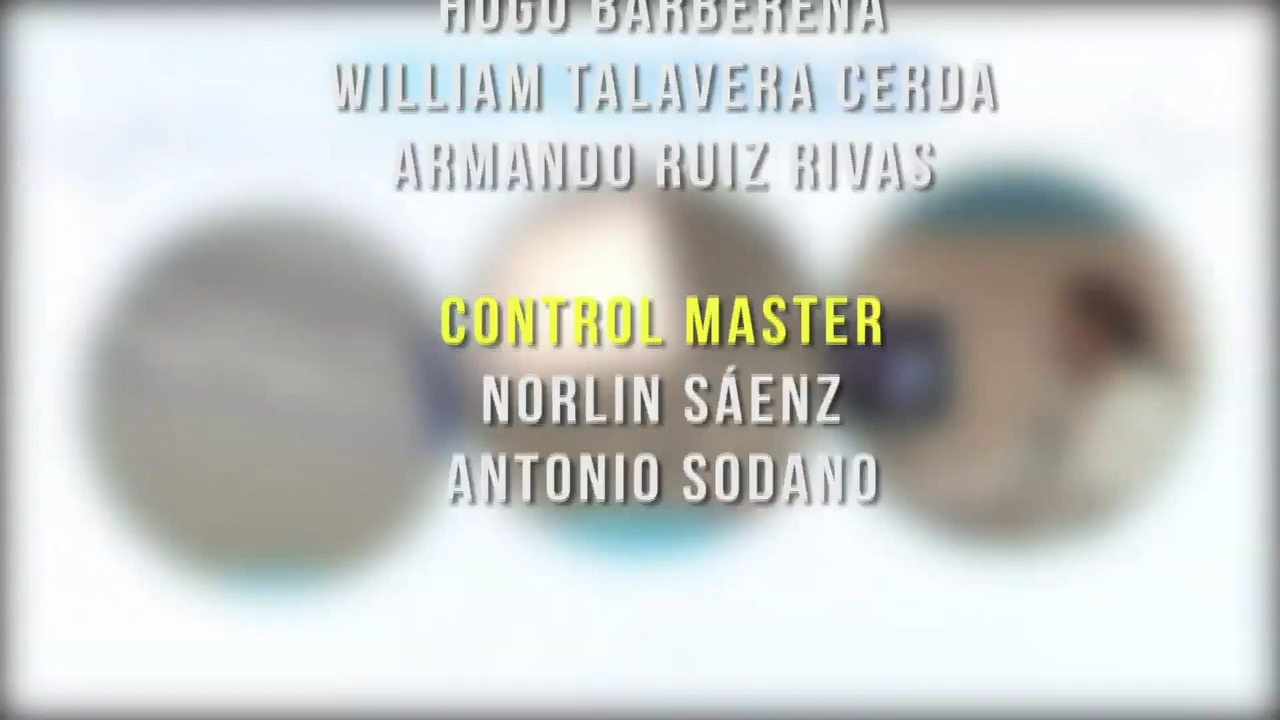 HUGO BARBERENA
WILLIAM TALAVERA CERDA
ARMANDO RUIZ RIVAS
CONTROL MASTER
NORLIN SÁENZ
ANTONIO SODANO